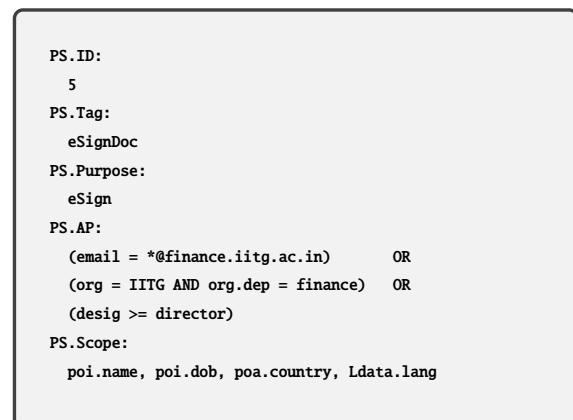 PS.ID:
5
PS.Tag:
eSignDoc
PS.Purpose:
eSign
PS.AP:
(email = *@finance.iitg.ac.in) OR
(org = IITG AND org.dep = finance) OR
(desig >= director)
PS.Scope:
poi.name, poi.dob, poa.country, Ldata.lang